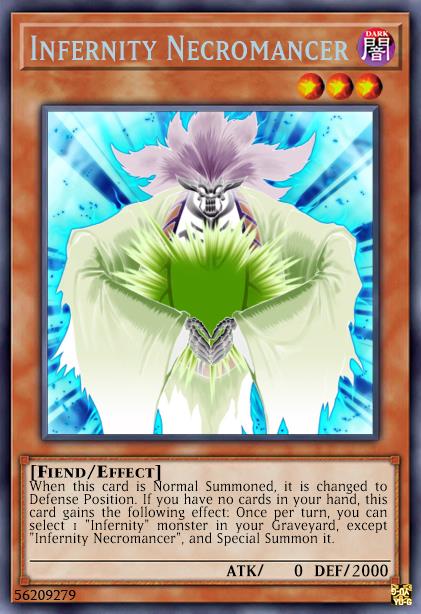 Infernity Necromancer
DARK
闇
[Fiend/Effect]
When this card is Normal Summoned, it is changed to
Defense Position. If you have no cards in your hand, this
card gains the following effect: Once per turn, you can
select 1 "Infernity" monster in your Graveyard, except
"Infernity Necromancer", and Special Summon it.
ATK/ 0 DEF/2000
56209279